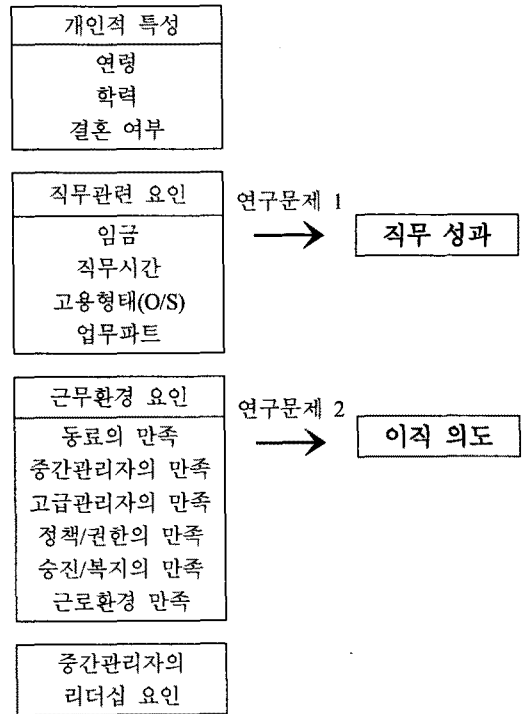 개인적 특성
연령
학력
결혼 여부
직무관련 요인
임금
직무시간
고용형태(O/S)
업무파트
연구문제 1
직무 성과
근무환경 요인
동료의 만족
중간관리자의 만족
고급관리자의 만족
정책/권한의 만족
승진/복지의 만족
근로환경 만족
연구문제 2
이직 의도
중간관리자의
리더십 요인